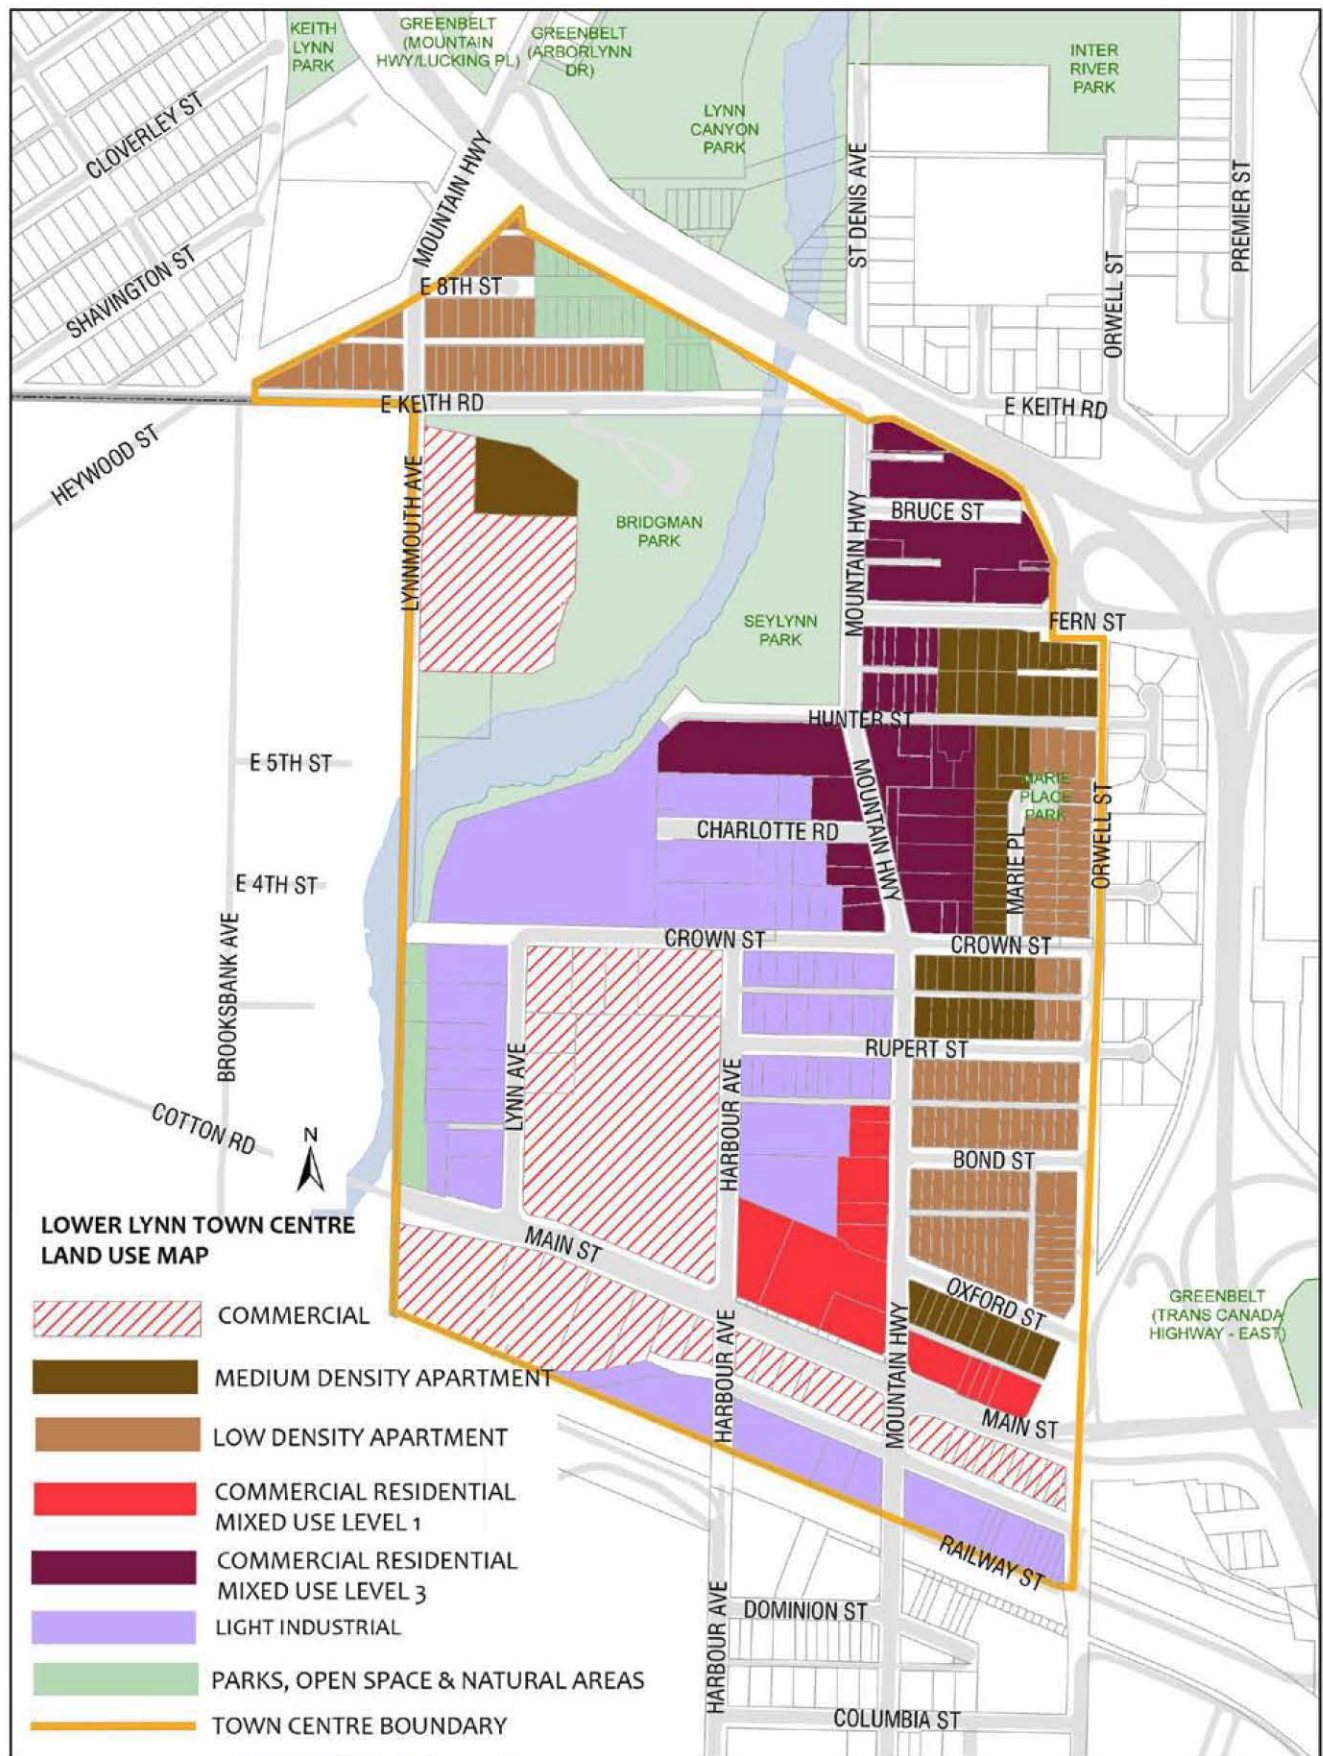 KEITH
LYNN
PARK
GREENBELT
(MOUNTAIN
HWY/LUCKING PL)
GREENBELT
(ARBORLYNN
DR)
INTER
RIVER
PARK
LYNN
CANYON
PARK
CLOVERLEY ST
MOUNTAIN HWY
ST DENIS AVE
PREMIER ST
SHAVINGTON ST
ORWELL ST
E 8TH ST
E KEITH RD
E KEITH RD
HEYWOOD ST
LYNNMOUTH AVE
BRIDGMAN
PARK
MOUNTAIN HWY
BRUCE ST
SEYLYNN
PARK
FERN ST
HUNTER ST
E 5TH ST
MOUNTAIN HWY
MARIE
PLACE
PARK
CHARLOTTE RD
MARIE PL
ORWELL ST
E 4TH ST
BROOKSBANK AVE
CROWN ST
CROWN ST
RUPERT ST
LYNN AVE
HARBOUR AVE
COTTON RD
N
BOND ST
LOWER LYNN TOWN CENTRE
LAND USE MAP
MAIN ST
OXFORD ST
GREENBELT
(TRANS CANADA
HIGHWAY - EAST)
COMMERCIAL
HARBOUR AVE
MOUNTAIN HWY
MEDIUM DENSITY APARTMENT
MAIN ST
LOW DENSITY APARTMENT
COMMERCIAL RESIDENTIAL
MIXED USE LEVEL 1
RAILWAY ST
COMMERCIAL RESIDENTIAL
MIXED USE LEVEL 3
HARBOUR AVE
DOMINION ST
LIGHT INDUSTRIAL
PARKS, OPEN SPACE & NATURAL AREAS
TOWN CENTRE BOUNDARY
COLUMBIA ST